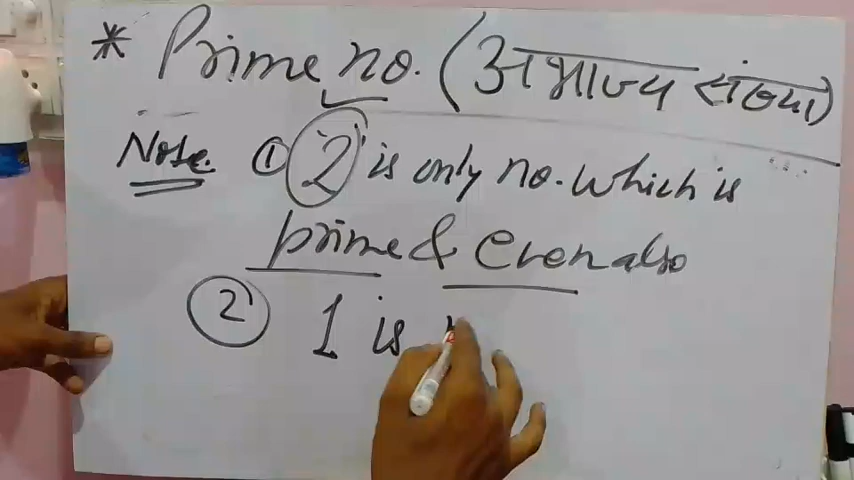 * Prime no. (अभाज्य संख्या)
Note. ① 2 is only no. which is
prime & even also
② 1 is